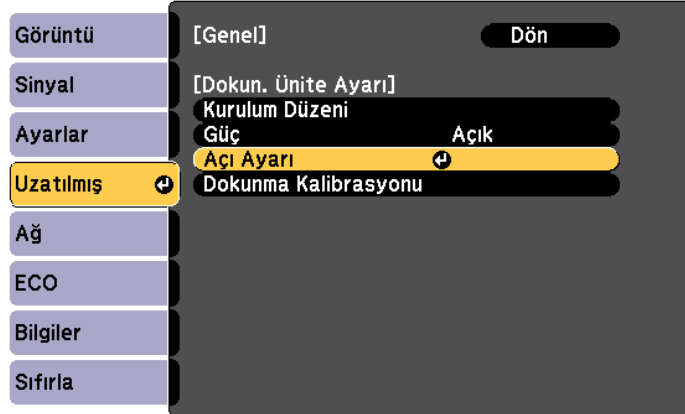 Görüntü
Sinyal
Ayarlar
Uzatılmış
Ağ
ECO
Bilgiler
Sıfırla
[Genel] Dön
[Dokun. Ünite Ayarı]
Kurulum Düzeni
Güç Açık
Açı Ayarı
Dokunma Kalibrasyonu